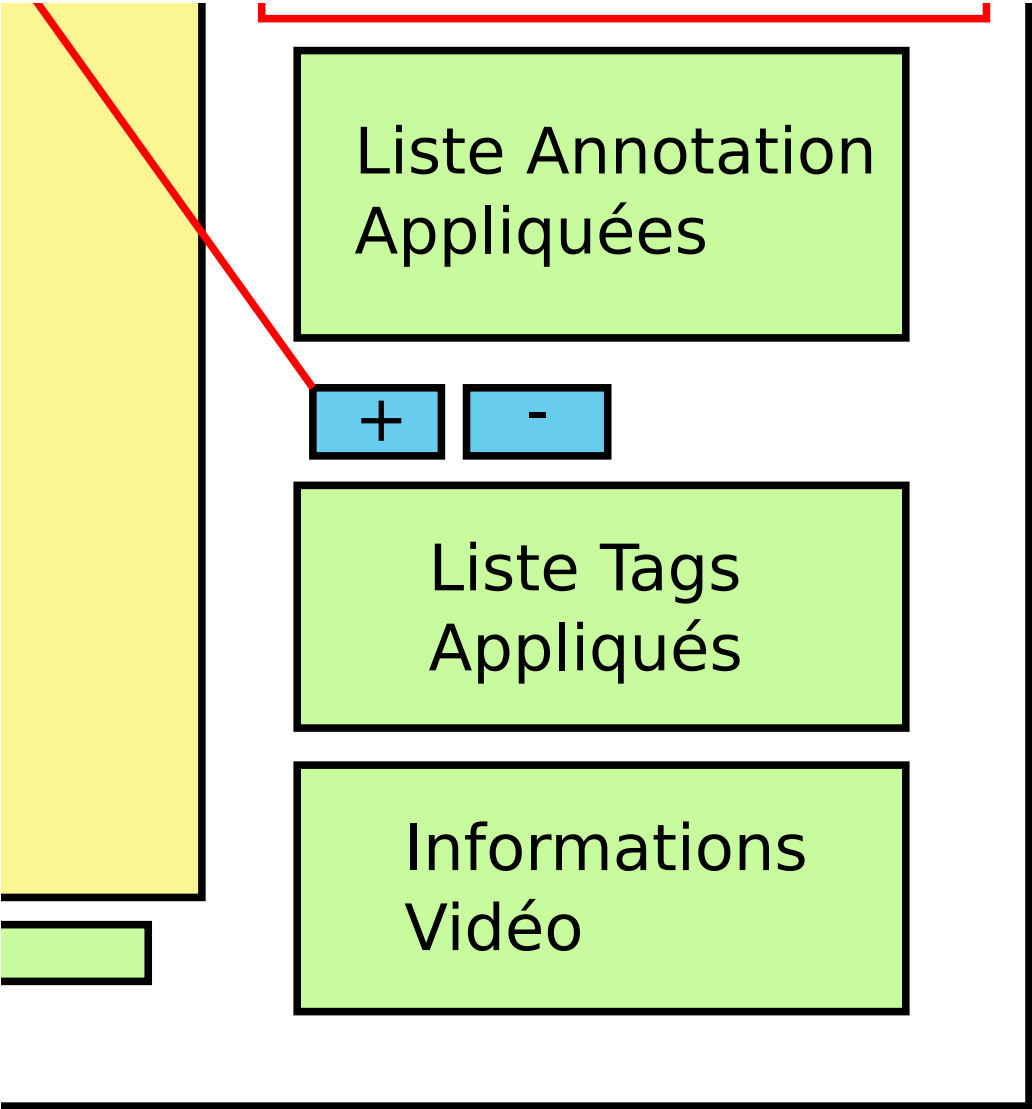 Liste Annotation
Appliquées
+ -
Liste Tags
Appliqués
Informations
Vidéo